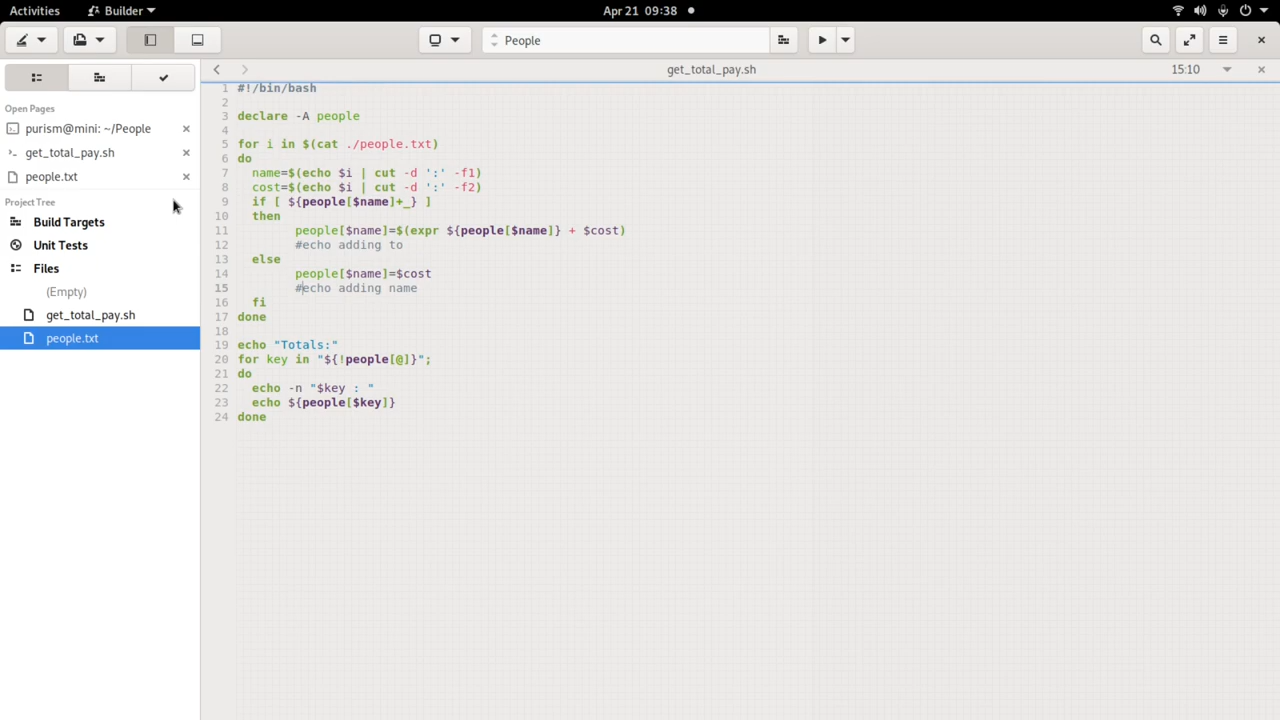 Activities Builder Apr 21 09:38
People
get_total_pay.sh 15:10
Open Pages
purism@mini: ~/People
get_total_pay.sh
people.txt
Project Tree
Build Targets
Unit Tests
Files
(Empty)
get_total_pay.sh
people.txt
1 #!/bin/bash
2
3 declare -A people
4
5 for i in $(cat ./people.txt)
6 do
7 name=$(echo $i | cut -d ':' -f1)
8 cost=$(echo $i | cut -d ':' -f2)
9 if [ ${people[$name]+_} ]
10 then
11 people[$name]=$(expr ${people[$name]} + $cost)
12 #echo adding to
13 else
14 people[$name]=$cost
15 #echo adding name
16 fi
17 done
18
19 echo "Totals:"
20 for key in "${!people[@]}";
21 do
22 echo -n "$key : "
23 echo ${people[$key]}
24 done